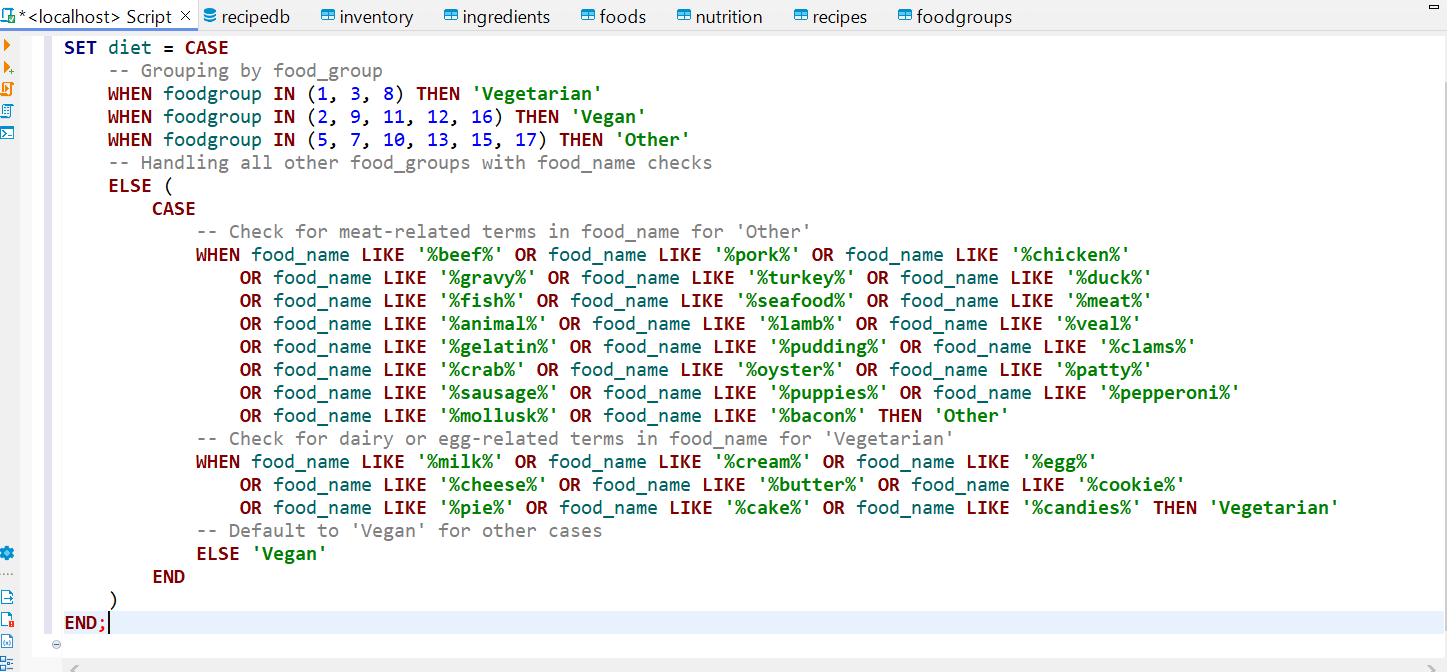 *<localhost> Script recipedb inventory ingredients foods nutrition recipes foodgroups
SET diet = CASE
-- Grouping by food_group
WHEN foodgroup IN (1, 3, 8) THEN 'Vegetarian'
WHEN foodgroup IN (2, 9, 11, 12, 16) THEN 'Vegan'
WHEN foodgroup IN (5, 7, 10, 13, 15, 17) THEN 'Other'
-- Handling all other food_groups with food_name checks
ELSE (
CASE
-- Check for meat-related terms in food_name for 'Other'
WHEN food_name LIKE '%beef%' OR food_name LIKE '%pork%' OR food_name LIKE '%chicken%'
OR food_name LIKE '%gravy%' OR food_name LIKE '%turkey%' OR food_name LIKE '%duck%'
OR food_name LIKE '%fish%' OR food_name LIKE '%seafood%' OR food_name LIKE '%meat%'
OR food_name LIKE '%animal%' OR food_name LIKE '%lamb%' OR food_name LIKE '%veal%'
OR food_name LIKE '%gelatin%' OR food_name LIKE '%pudding%' OR food_name LIKE '%clams%'
OR food_name LIKE '%crab%' OR food_name LIKE '%oyster%' OR food_name LIKE '%patty%'
OR food_name LIKE '%sausage%' OR food_name LIKE '%puppies%' OR food_name LIKE '%pepperoni%'
OR food_name LIKE '%mollusk%' OR food_name LIKE '%bacon%' THEN 'Other'
-- Check for dairy or egg-related terms in food_name for 'Vegetarian'
WHEN food_name LIKE '%milk%' OR food_name LIKE '%cream%' OR food_name LIKE '%egg%'
OR food_name LIKE '%cheese%' OR food_name LIKE '%butter%' OR food_name LIKE '%cookie%'
OR food_name LIKE '%pie%' OR food_name LIKE '%cake%' OR food_name LIKE '%candies%' THEN 'Vegetarian'
-- Default to 'Vegan' for other cases
ELSE 'Vegan'
END
)
END;